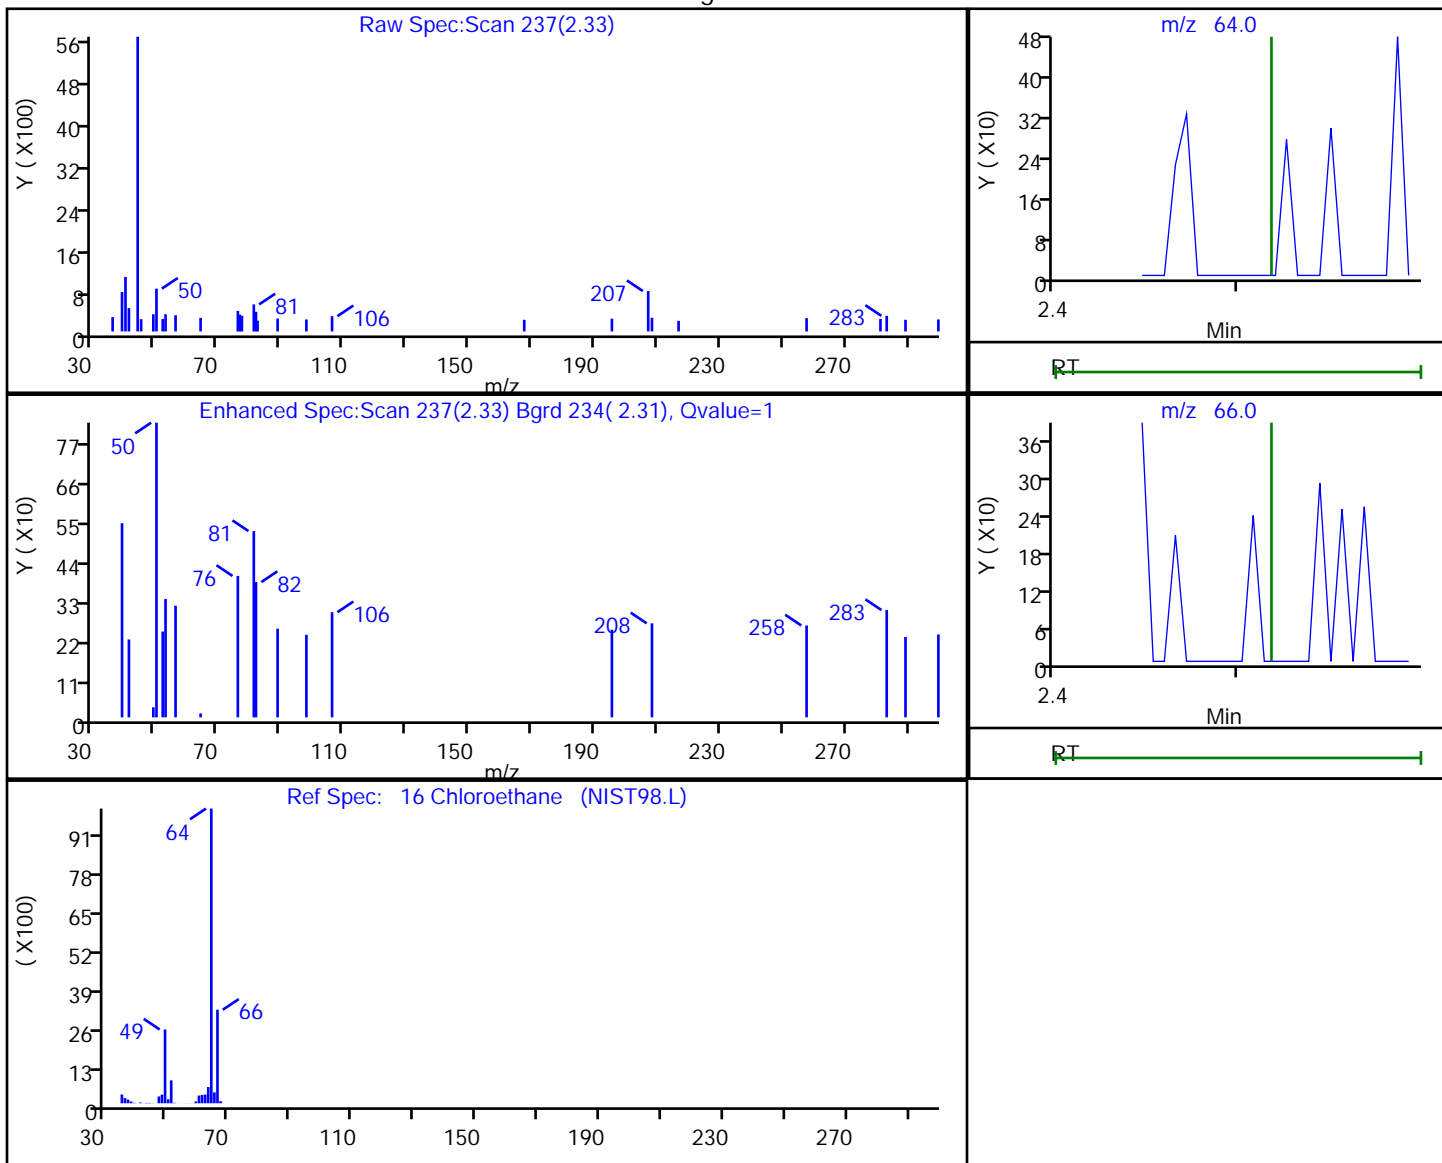 Raw Spec:Scan 237(2.33)
Y ( X100)
56
48
40
32
24
16
8
0
50
81
106
207
283
30 70 110 150 190 230 270
m/z
m/z 64.0
Y ( X10)
48
40
32
24
16
8
0
2.4
Min
RT
Enhanced Spec:Scan 237(2.33) Bgrd 234( 2.31), Qvalue=1
Y ( X10)
77
66
55
44
33
22
11
0
50
81
76
82
106
208
258
283
30 70 110 150 190 230 270
m/z
m/z 66.0
Y ( X10)
36
30
24
18
12
6
0
2.4
Min
RT
Ref Spec: 16 Chloroethane (NIST98.L)
( X100)
91
78
65
52
39
26
13
0
64
49
66
30 70 110 150 190 230 270